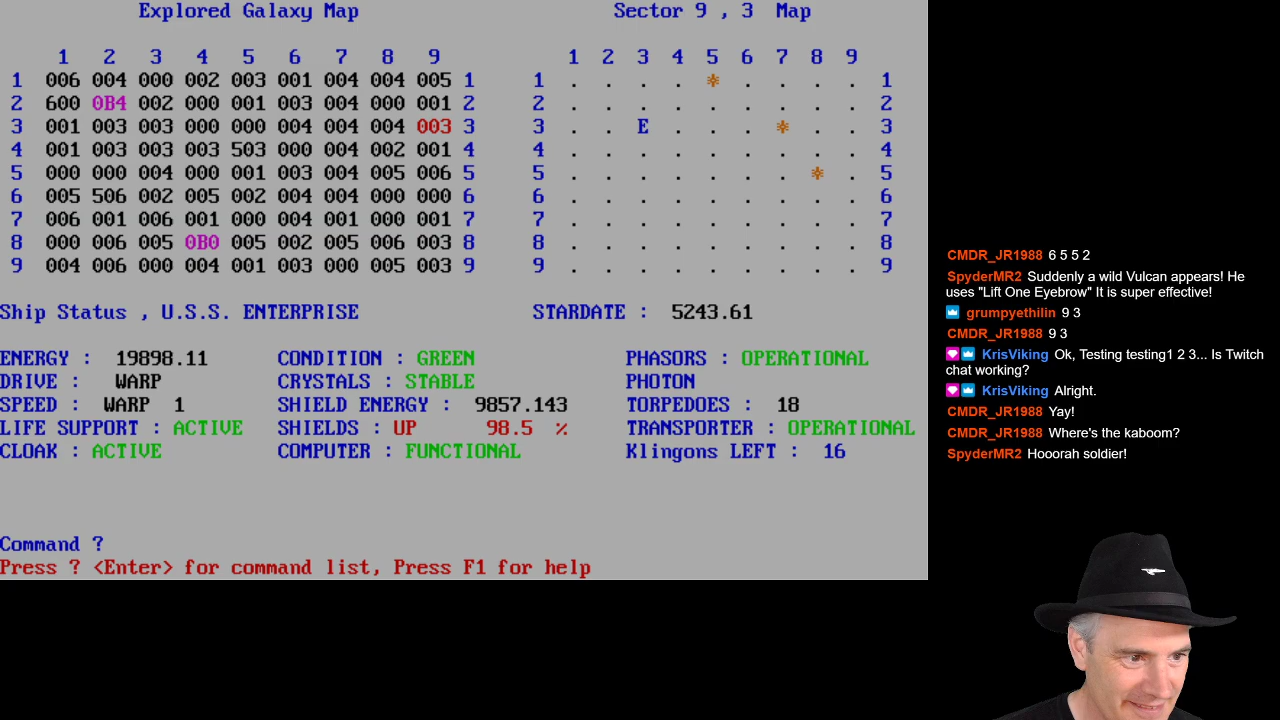 Explored Galaxy Map
1 2 3 4 5 6 7 8 9
1 006 004 000 002 003 001 004 004 005 1
2 600 0B4 002 000 001 003 004 000 001 2
3 001 003 003 000 000 004 004 004 003 3
4 001 003 003 003 503 000 004 002 001 4
5 000 000 004 000 001 003 004 005 006 5
6 005 506 002 005 002 004 004 000 000 6
7 006 001 006 001 000 004 001 000 001 7
8 000 006 005 0B0 005 002 005 006 003 8
9 004 006 000 004 001 003 000 005 003 9
Sector 9 , 3 Map
1 2 3 4 5 6 7 8 9
1 . . . . ☼ . . . . 1
2 . . . . . . . . . 2
3 . . E . . . ☼ . . 3
4 . . . . . . . . . 4
5 . . . . . . . ☼ . 5
6 . . . . . . . . . 6
7 . . . . . . . . . 7
8 . . . . . . . . . 8
9 . . . . . . . . . 9
Ship Status , U.S.S. ENTERPRISE STARDATE : 5243.61
ENERGY : 19898.11 CONDITION : GREEN PHASORS : OPERATIONAL
DRIVE : WARP CRYSTALS : STABLE PHOTON
SPEED : WARP 1 SHIELD ENERGY : 9857.143 TORPEDOES : 18
LIFE SUPPORT : ACTIVE SHIELDS : UP 98.5 % TRANSPORTER : OPERATIONAL
CLOAK : ACTIVE COMPUTER : FUNCTIONAL Klingons LEFT : 16
Command ?
Press ? <Enter> for command list, Press F1 for help
CMDR_JR1988 6 5 5 2
SpyderMR2 Suddenly a wild Vulcan appears! He
uses "Lift One Eyebrow" It is super effective!
grumpyethilin 9 3
CMDR_JR1988 9 3
KrisViking Ok, Testing testing1 2 3... Is Twitch
chat working?
KrisViking Alright.
CMDR_JR1988 Yay!
CMDR_JR1988 Where's the kaboom?
SpyderMR2 Hooorah soldier!